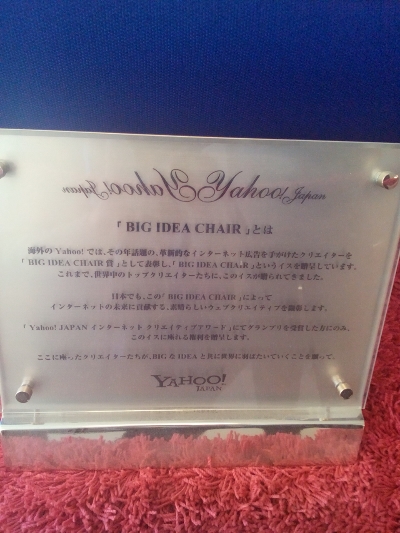 Yahoo! Japan
「 BIG IDEA CHAIR 」とは
海外の Yahoo! では、その年話題の、革新的なインターネット広告を手がけたクリエイターを
「 BIG IDEA CHAIR 賞 」として表彰し、「 BIG IDEA CHAIR 」というイスを贈呈しています。
これまで、世界中のトップクリエイターたちに、このイスが贈られてきました。
日本でも、この「 BIG IDEA CHAIR 」によって
インターネットの未来に貢献する、素晴らしいウェブクリエイティブを
「 Yahoo! JAPAN インターネット クリエイティブアワード 」にてグランプリを受賞した方にのみ、
このイスに座れる権利を贈呈します。
ここに座ったクリエイターたちが、BIG な IDEA と共に世界に羽ばたいていくことを願って。
YAHOO!
JAPAN